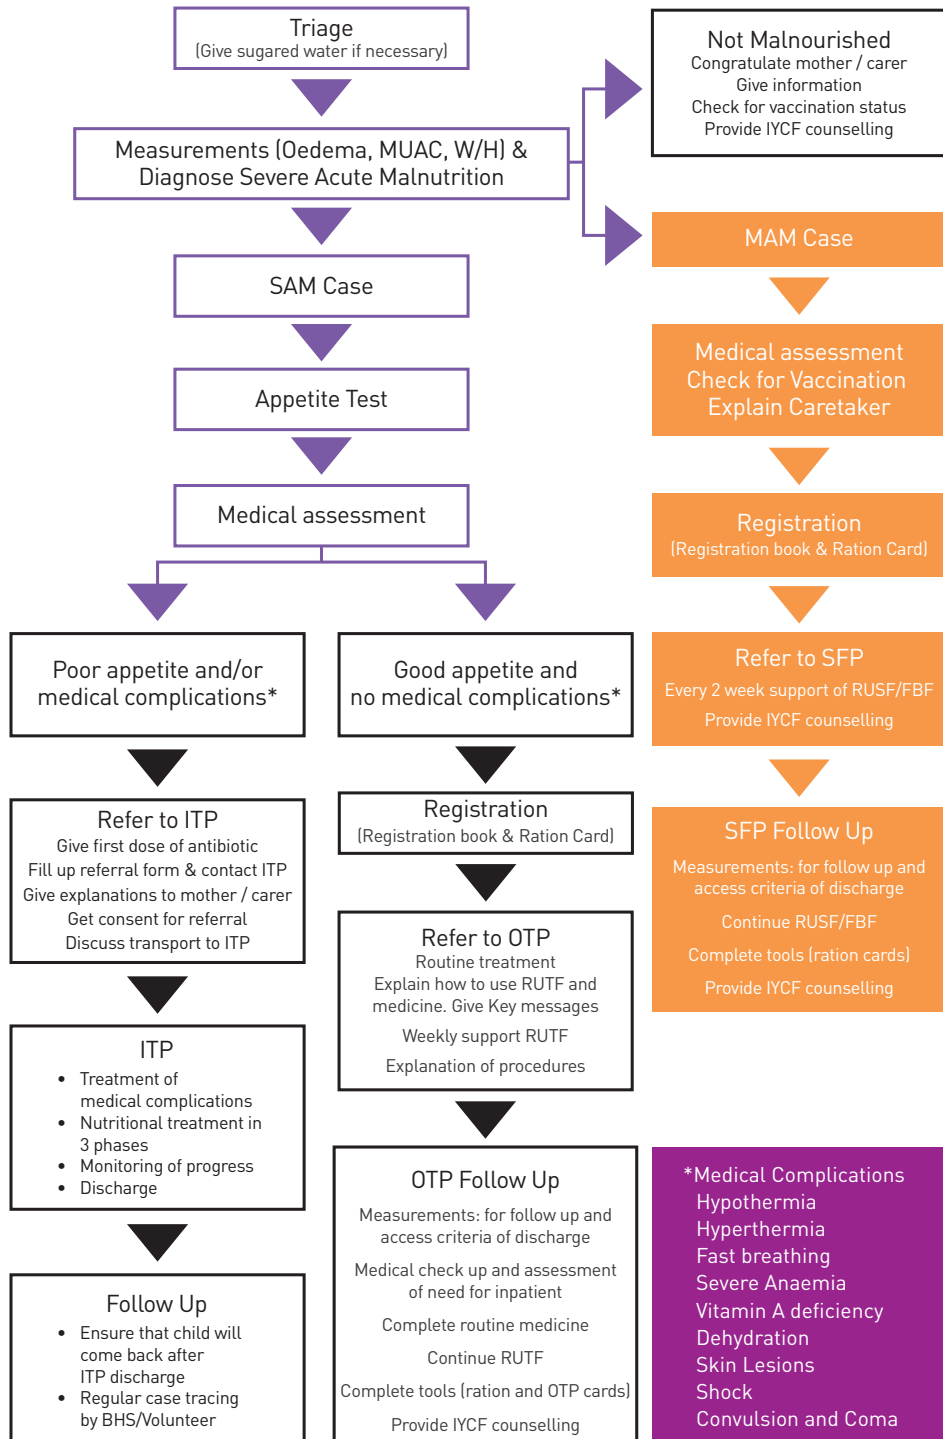 Triage
(Give sugared water if necessary)
Measurements (Oedema, MUAC, W/H) &
Diagnose Severe Acute Malnutrition
SAM Case
Appetite Test
Medical assessment
Not Malnourished
Congratulate mother / carer
Give information
Check for vaccination status
Provide IYCF counselling
MAM Case
Medical assessment
Check for Vaccination
Explain Caretaker
Registration
(Registration book & Ration Card)
Refer to SFP
Every 2 week support of RUSF/FBF
Provide IYCF counselling
SFP Follow Up
Measurements: for follow up and
access criteria of discharge
Continue RUSF/FBF
Complete tools (ration cards)
Provide IYCF counselling
Poor appetite and/or
medical complications*
Refer to ITP
Give first dose of antibiotic
Fill up referral form & contact ITP
Give explanations to mother / carer
Get consent for referral
Discuss transport to ITP
ITP
• Treatment of
medical complications
• Nutritional treatment in
3 phases
• Monitoring of progress
• Discharge
Follow Up
• Ensure that child will
come back after
ITP discharge
• Regular case tracing
by BHS/Volunteer
Good appetite and
no medical complications*
Registration
(Registration book & Ration Card)
Refer to OTP
Routine treatment
Explain how to use RUTF and
medicine. Give Key messages
Weekly support RUTF
Explanation of procedures
OTP Follow Up
Measurements: for follow up and
access criteria of discharge
Medical check up and assessment
of need for inpatient
Complete routine medicine
Continue RUTF
Complete tools (ration and OTP cards)
Provide IYCF counselling
*Medical Complications
Hypothermia
Hyperthermia
Fast breathing
Severe Anaemia
Vitamin A deficiency
Dehydration
Skin Lesions
Shock
Convulsion and Coma